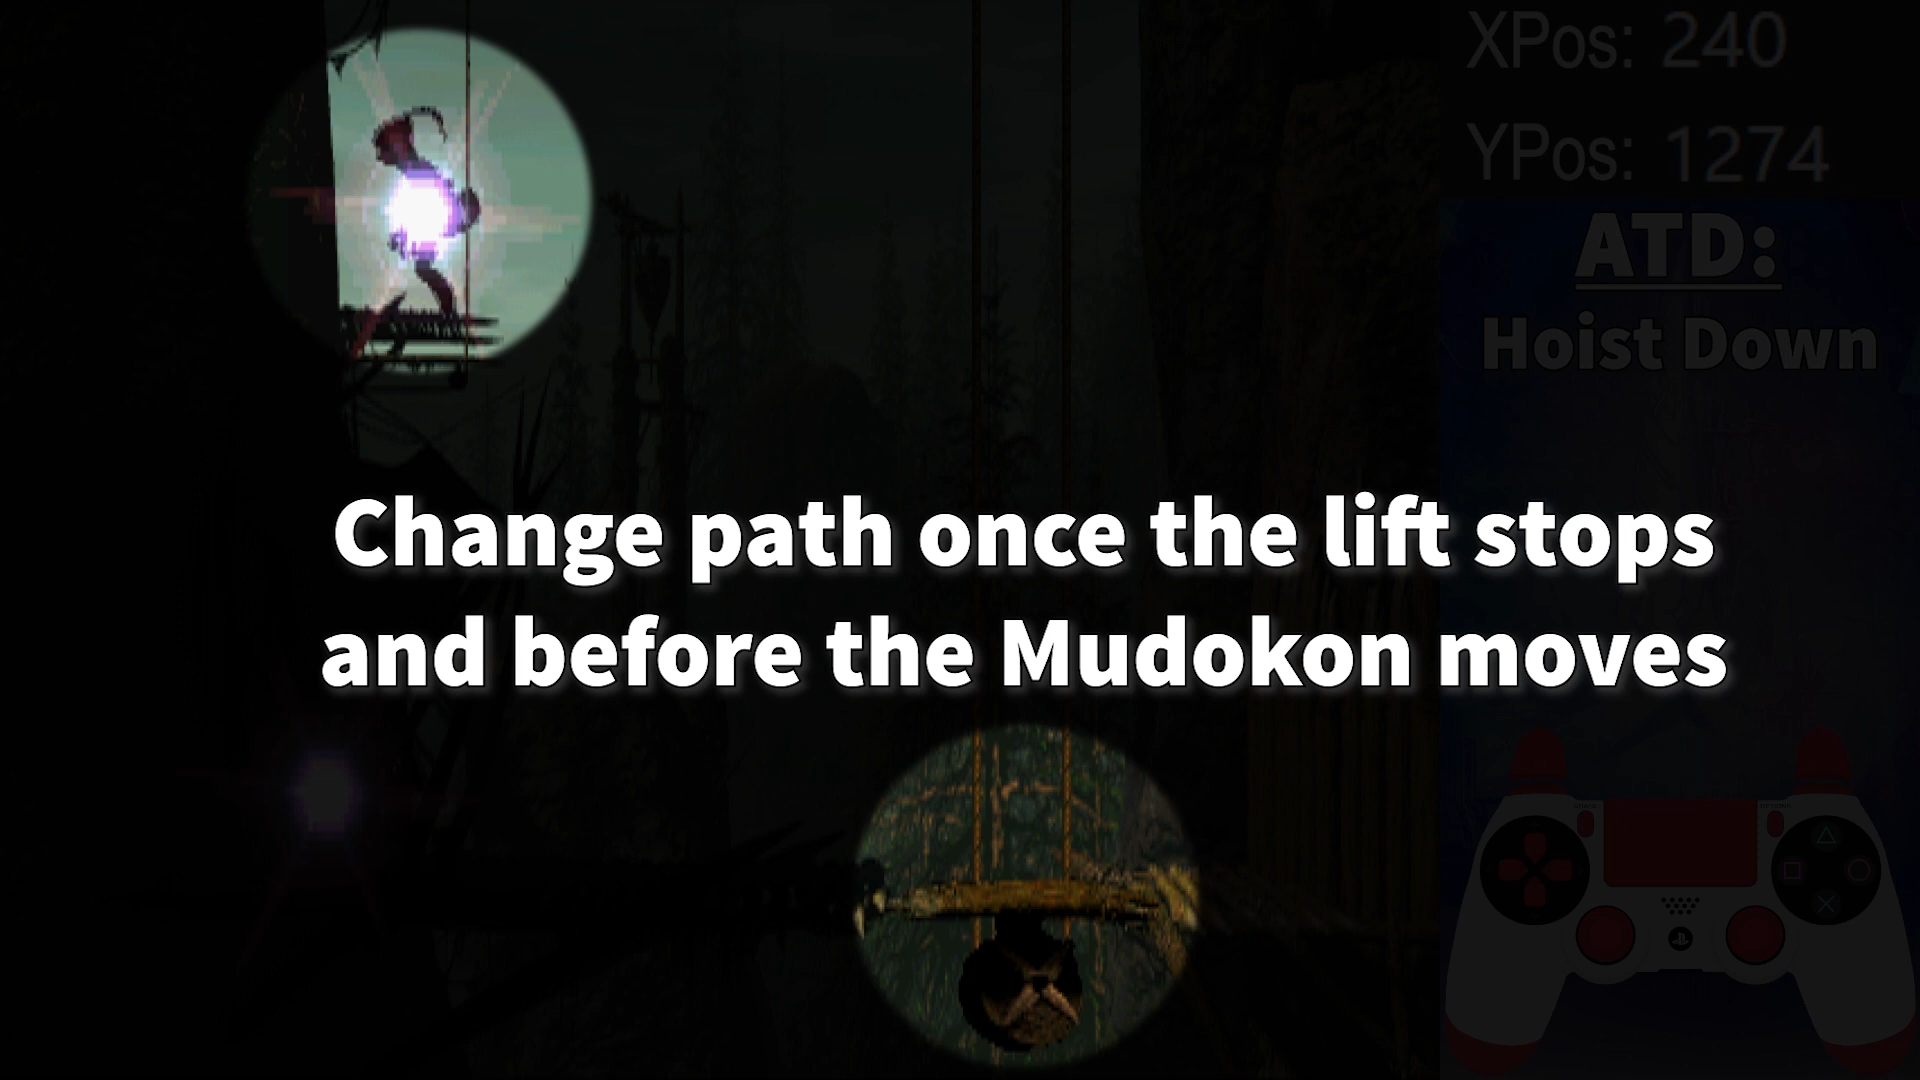 XPos: 240
YPos: 1274
ATD:
Hoist Down
Change path once the lift stops
and before the Mudokon moves